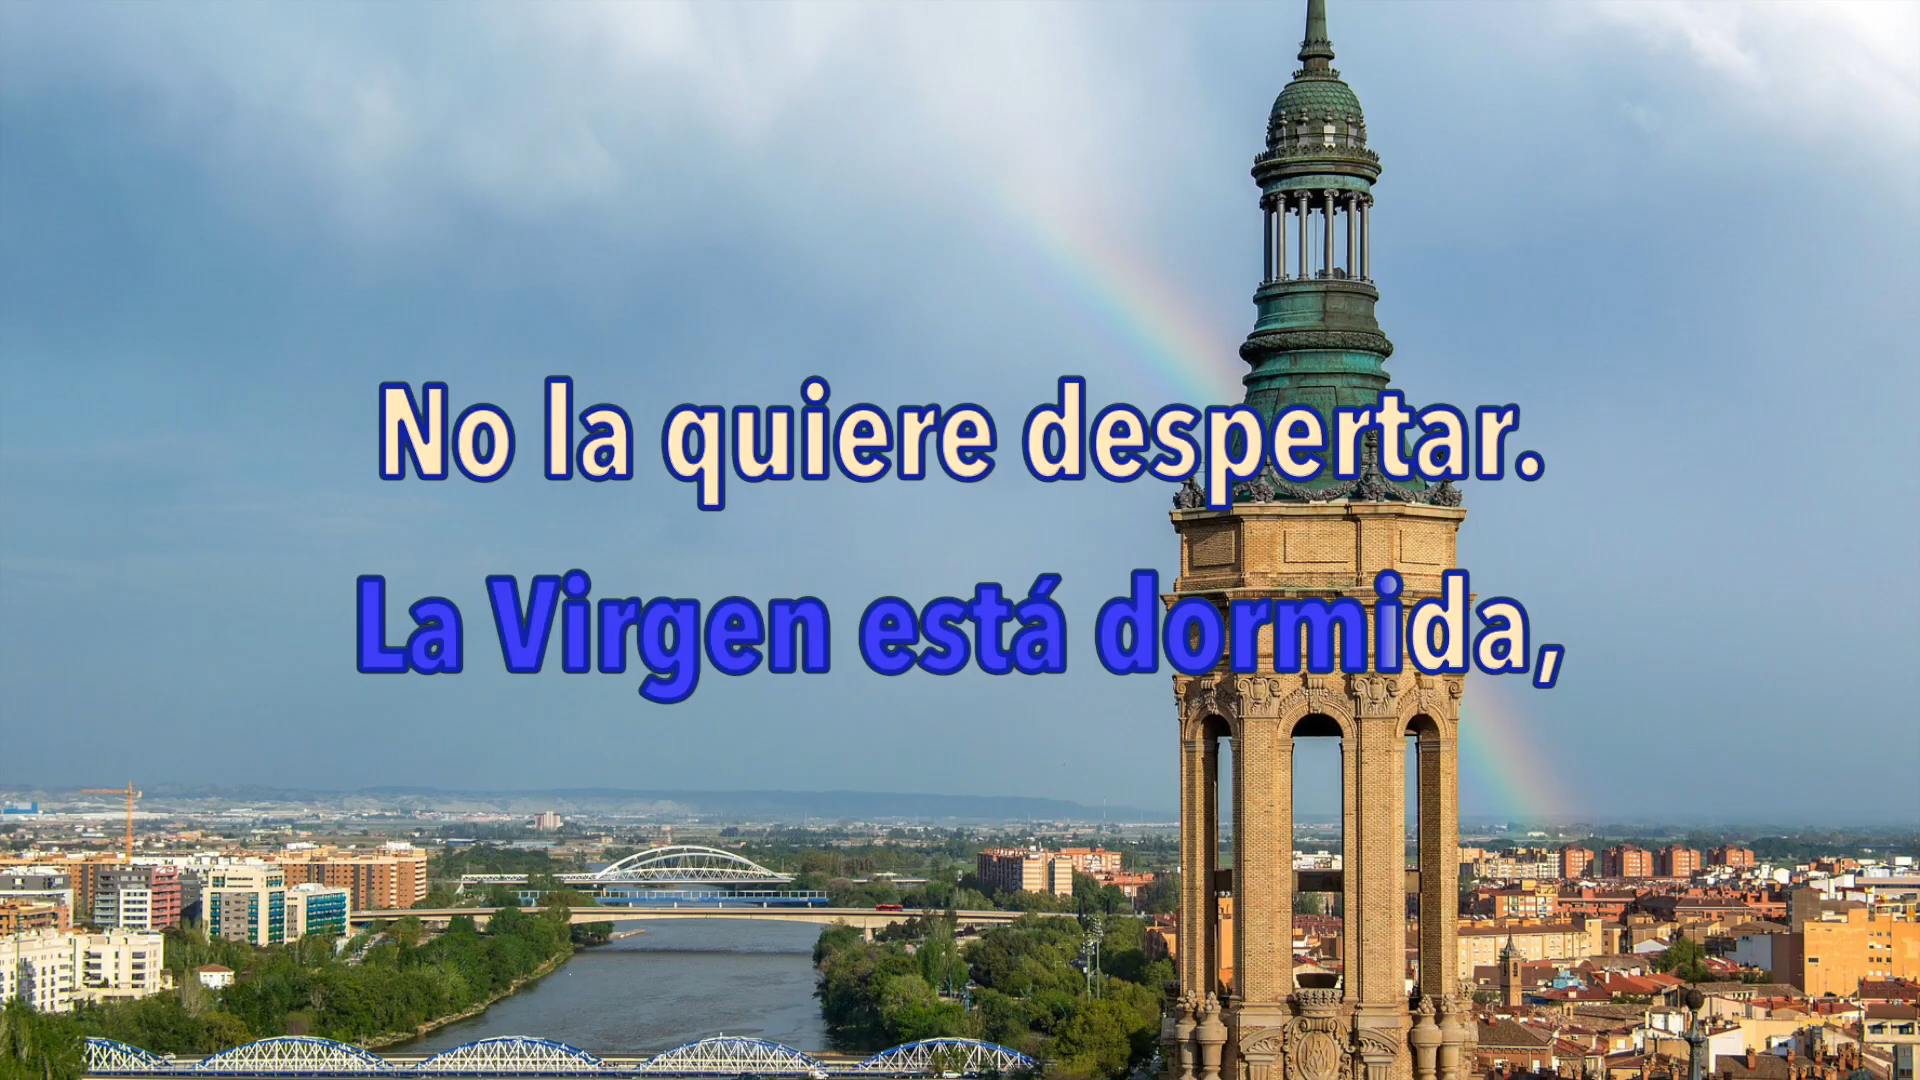 No la quiere despertar.
La Virgen está dormida,